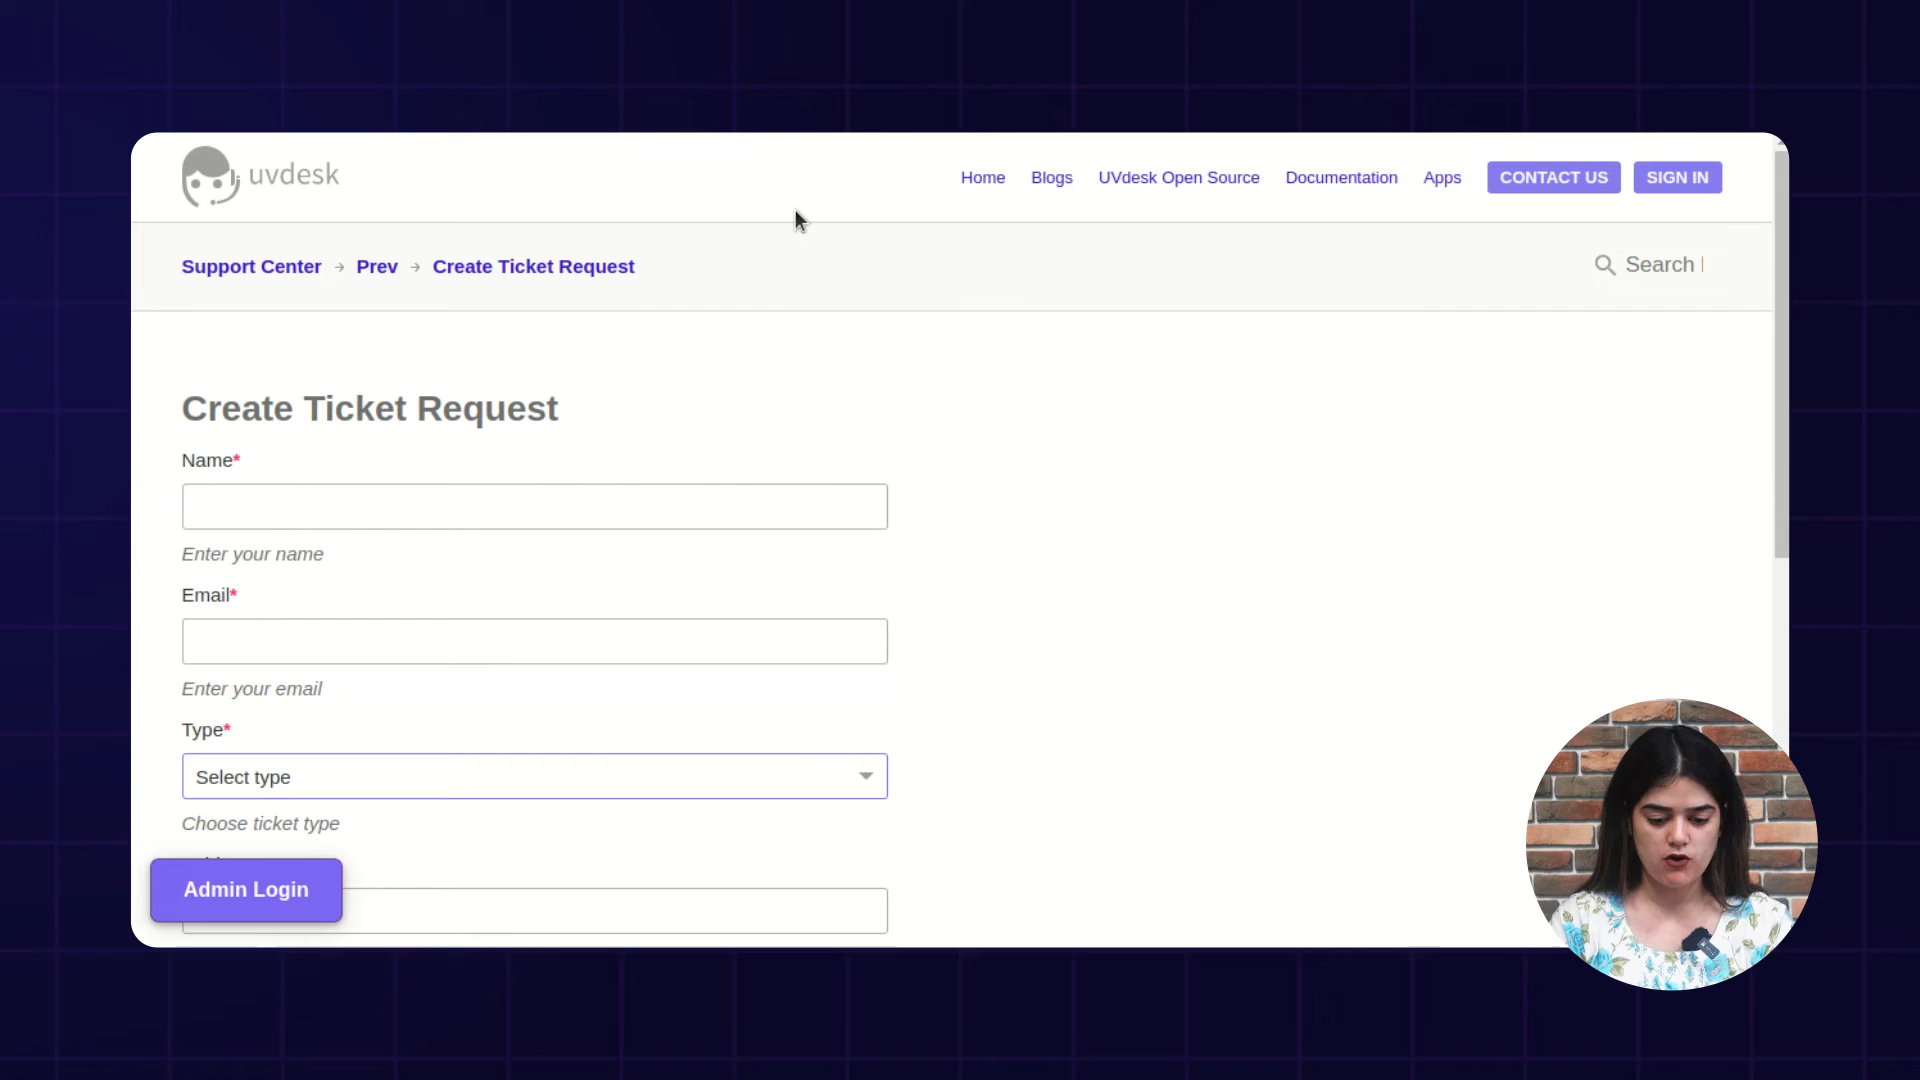 uvdesk
Home Blogs UVdesk Open Source Documentation Apps CONTACT US SIGN IN
Support Center → Prev → Create Ticket Request
Search
Create Ticket Request
Name*
Enter your name
Email*
Enter your email
Type*
Select type
Choose ticket type
Admin Login